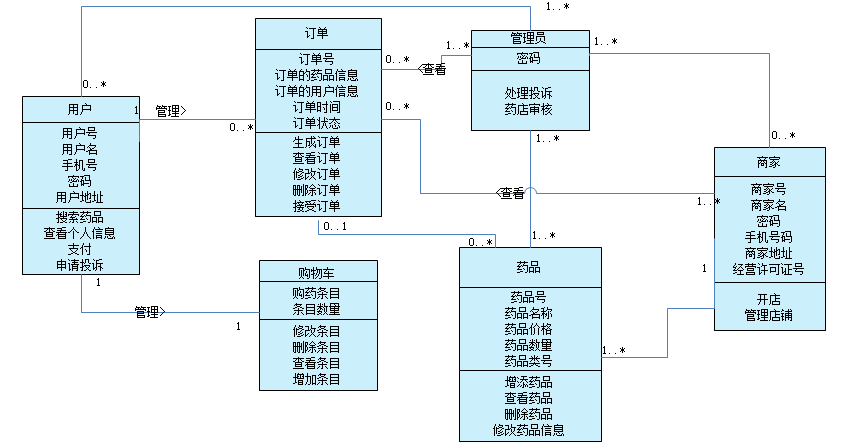 1..*
订单
订单号
订单的药品信息
订单的用户信息
订单时间
订单状态
生成订单
查看订单
修改订单
删除订单
接受订单
0..*
<查看
1..*
管理员
密码
处理投诉
药店审核
1..*
0..*
用户
用户号
用户名
手机号
密码
用户地址
搜索药品
查看个人信息
支付
申请投诉
1
管理>
0..*
0..*
1..*
0..*
商家
商家号
商家名
密码
手机号码
商家地址
经营许可证号
开店
管理店铺
<查看
1..*
1
0..1
0..*
1..*
药品
药品号
药品名称
药品价格
药品数量
药品类号
增添药品
查看药品
删除药品
修改药品信息
1..*
1
管理>
1
购物车
购药条目
条目数量
修改条目
删除条目
查看条目
增加条目